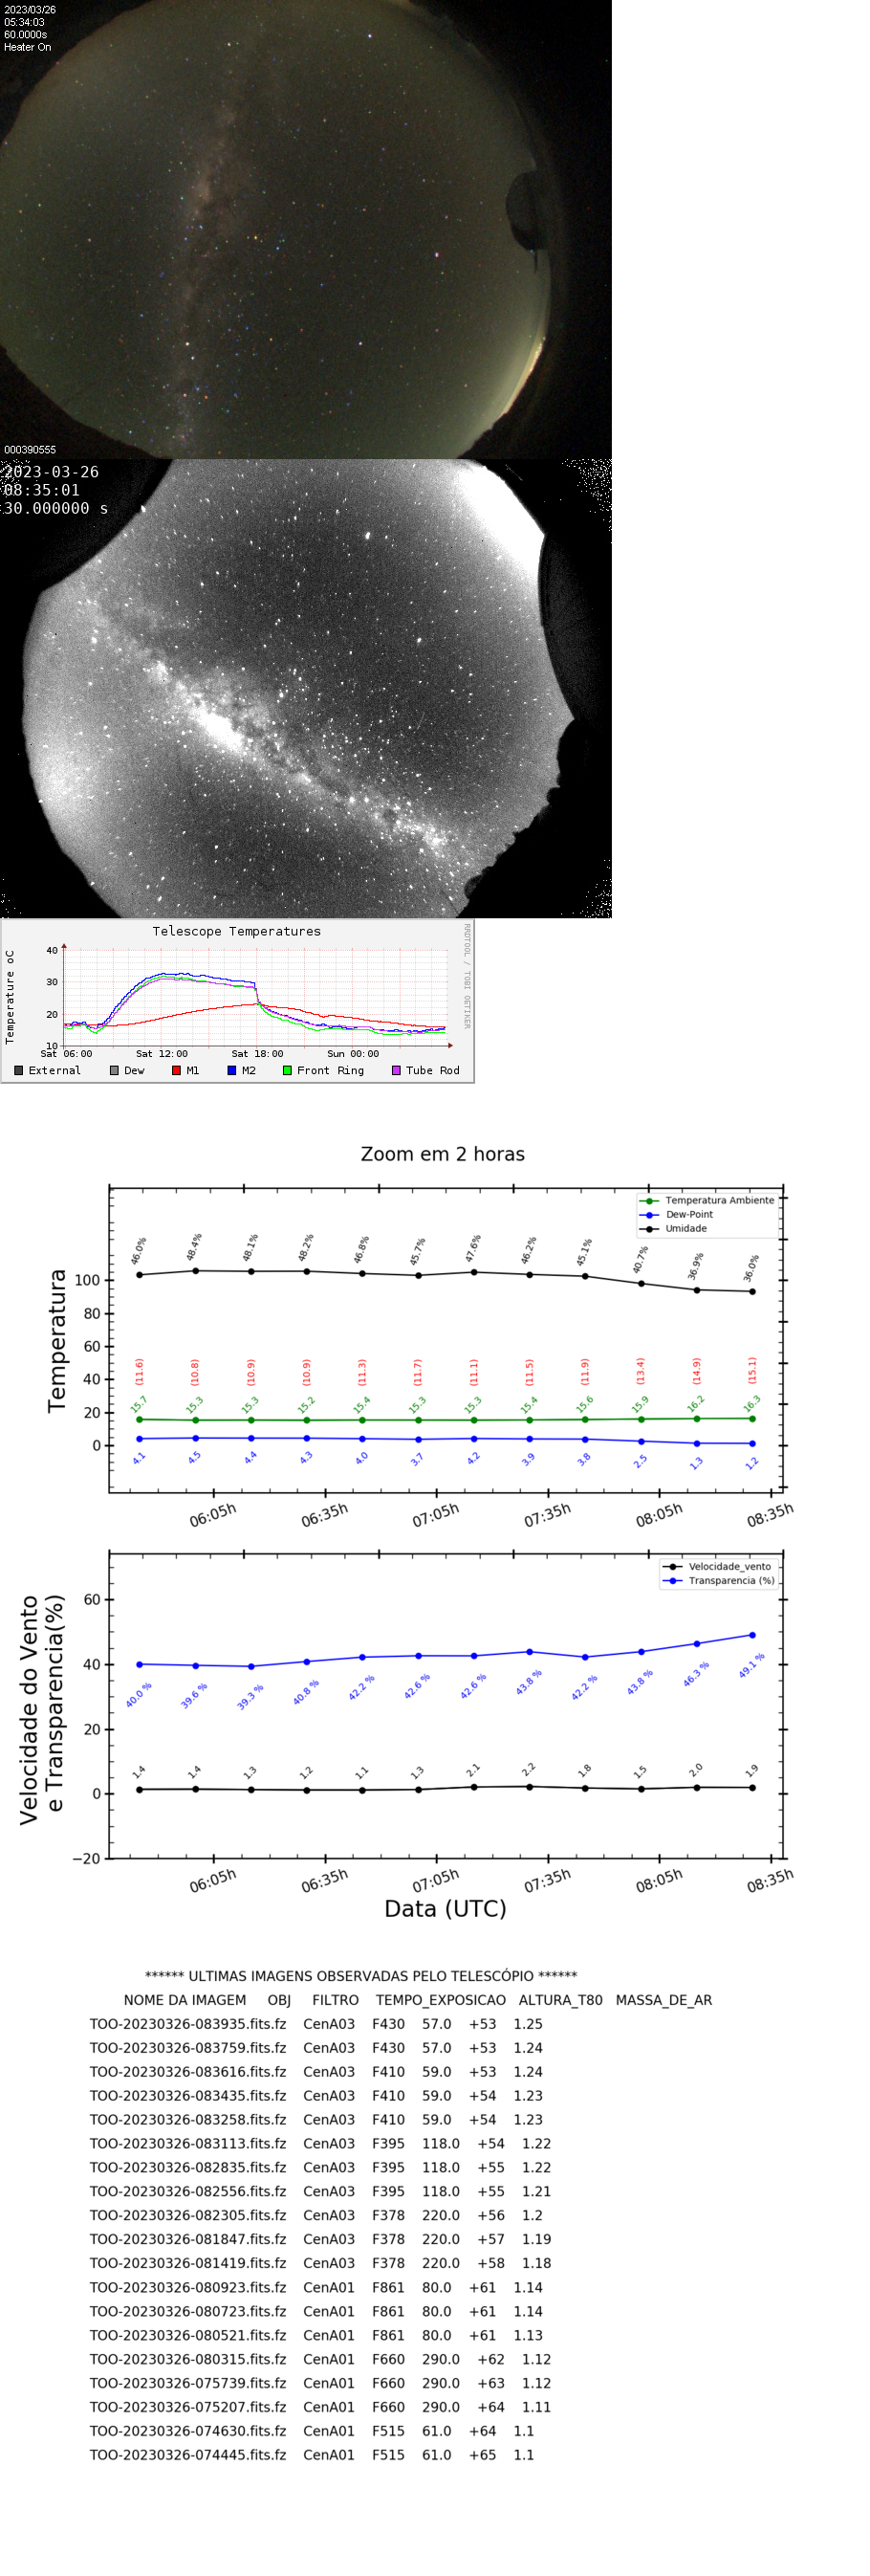 2023/03/26
05:34:03
60.0000s
Heater On
000390555
2023-03-26
08:35:01
30.000000 s
Telescope Temperatures
RRDTOOL / TOBI OETIKER
Temperature oC
40
30
20
10
Sat 06:00 Sat 12:00 Sat 18:00 Sun 00:00
External Dew M1 M2 Front Ring Tube Rod
Zoom em 2 horas
Temperatura Ambiente
Dew-Point
Umidade
46.0% 48.4% 48.1% 48.2% 46.8% 45.7% 47.6% 46.2% 45.1% 40.7% 36.9% 36.0%
Temperatura
100
80
60
40
20
0
(11.6) (10.8) (10.9) (10.9) (11.3) (11.7) (11.1) (11.5) (11.9) (13.4) (14.9) (15.1)
15.7 15.3 15.3 15.2 15.4 15.3 15.3 15.4 15.6 15.9 16.2 16.3
4.1 4.5 4.4 4.3 4.0 3.7 4.2 3.9 3.8 2.5 1.3 1.2
06:05h 06:35h 07:05h 07:35h 08:05h 08:35h
Velocidade_vento
Transparencia (%)
Velocidade do Vento
e Transparencia(%)
60
40
20
0
−20
40.0 % 39.6 % 39.3 % 40.8 % 42.2 % 42.6 % 42.6 % 43.8 % 42.2 % 43.8 % 46.3 % 49.1 %
1.4 1.4 1.3 1.2 1.1 1.3 2.1 2.2 1.8 1.5 2.0 1.9
06:05h 06:35h 07:05h 07:35h 08:05h 08:35h
Data (UTC)
****** ULTIMAS IMAGENS OBSERVADAS PELO TELESCÓPIO ******
NOME DA IMAGEM OBJ FILTRO TEMPO_EXPOSICAO ALTURA_T80 MASSA_DE_AR
TOO-20230326-083935.fits.fz CenA03 F430 57.0 +53 1.25
TOO-20230326-083759.fits.fz CenA03 F430 57.0 +53 1.24
TOO-20230326-083616.fits.fz CenA03 F410 59.0 +53 1.24
TOO-20230326-083435.fits.fz CenA03 F410 59.0 +54 1.23
TOO-20230326-083258.fits.fz CenA03 F410 59.0 +54 1.23
TOO-20230326-083113.fits.fz CenA03 F395 118.0 +54 1.22
TOO-20230326-082835.fits.fz CenA03 F395 118.0 +55 1.22
TOO-20230326-082556.fits.fz CenA03 F395 118.0 +55 1.21
TOO-20230326-082305.fits.fz CenA03 F378 220.0 +56 1.2
TOO-20230326-081847.fits.fz CenA03 F378 220.0 +57 1.19
TOO-20230326-081419.fits.fz CenA03 F378 220.0 +58 1.18
TOO-20230326-080923.fits.fz CenA01 F861 80.0 +61 1.14
TOO-20230326-080723.fits.fz CenA01 F861 80.0 +61 1.14
TOO-20230326-080521.fits.fz CenA01 F861 80.0 +61 1.13
TOO-20230326-080315.fits.fz CenA01 F660 290.0 +62 1.12
TOO-20230326-075739.fits.fz CenA01 F660 290.0 +63 1.12
TOO-20230326-075207.fits.fz CenA01 F660 290.0 +64 1.11
TOO-20230326-074630.fits.fz CenA01 F515 61.0 +64 1.1
TOO-20230326-074445.fits.fz CenA01 F515 61.0 +65 1.1